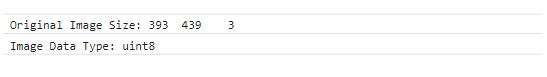 Original Image Size: 393  439    3
Image Data Type: uint8